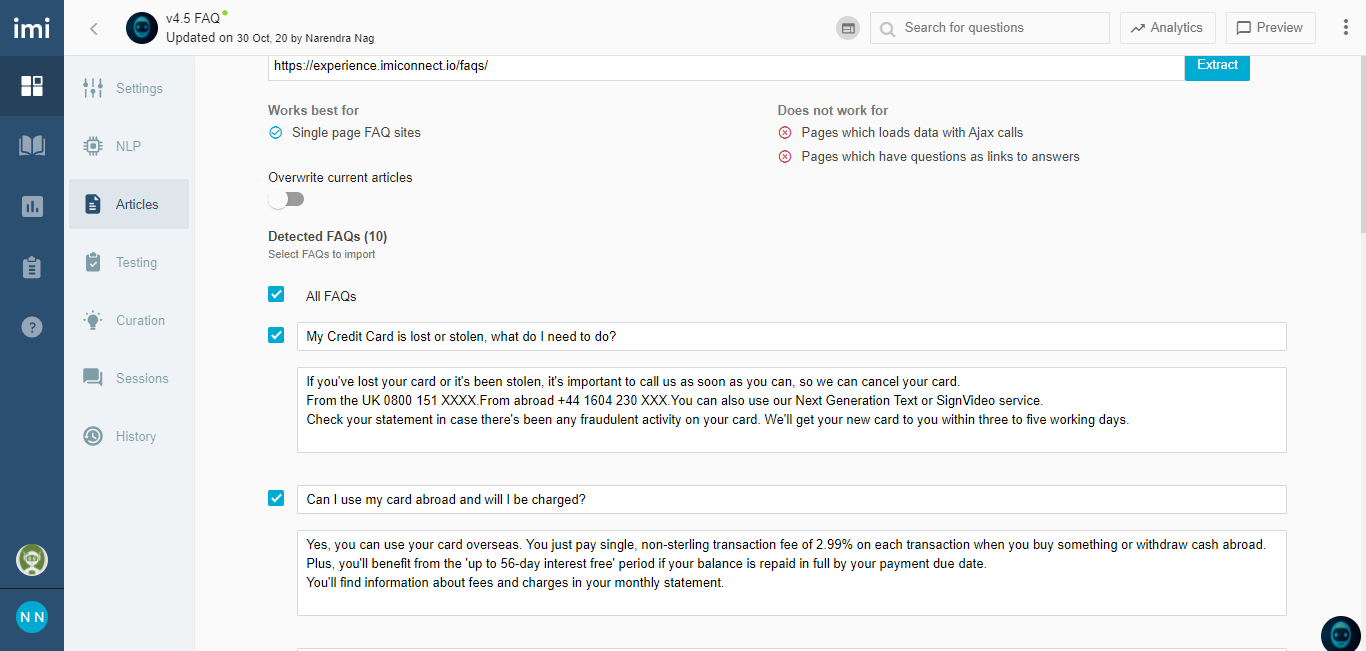 imi
v4.5 FAQ
Updated on 30 Oct, 20 by Narendra Nag
Search for questions
Analytics
Preview
Settings
NLP
Articles
Testing
Curation
Sessions
History
N N
https://experience.imiconnect.io/faqs/
Extract
Works best for
Single page FAQ sites
Does not work for
Pages which loads data with Ajax calls
Pages which have questions as links to answers
Overwrite current articles
Detected FAQs (10)
Select FAQs to import
All FAQs
My Credit Card is lost or stolen, what do I need to do?
If you've lost your card or it's been stolen, it's important to call us as soon as you can, so we can cancel your card.
From the UK 0800 151 XXXX.From abroad +44 1604 230 XXX.You can also use our Next Generation Text or SignVideo service.
Check your statement in case there's been any fraudulent activity on your card. We'll get your new card to you within three to five working days.
Can I use my card abroad and will I be charged?
Yes, you can use your card overseas. You just pay single, non-sterling transaction fee of 2.99% on each transaction when you buy something or withdraw cash abroad.
Plus, you'll benefit from the 'up to 56-day interest free' period if your balance is repaid in full by your payment due date.
You'll find information about fees and charges in your monthly statement.